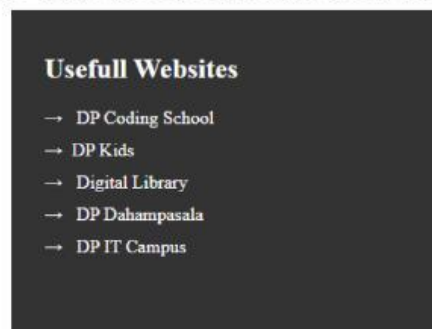 Usefull Websites
→ DP Coding School
→ DP Kids
→ Digital Library
→ DP Dahampasala
→ DP IT Campus